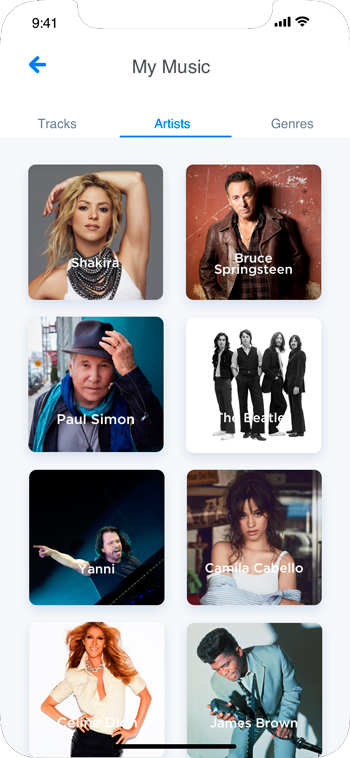 9:41
My Music
Tracks
Artists
Genres
Shakira
Bruce
Springsteen
Paul Simon
The Beatles
Yanni
Camila Cabello
Celine Dion
James Brown